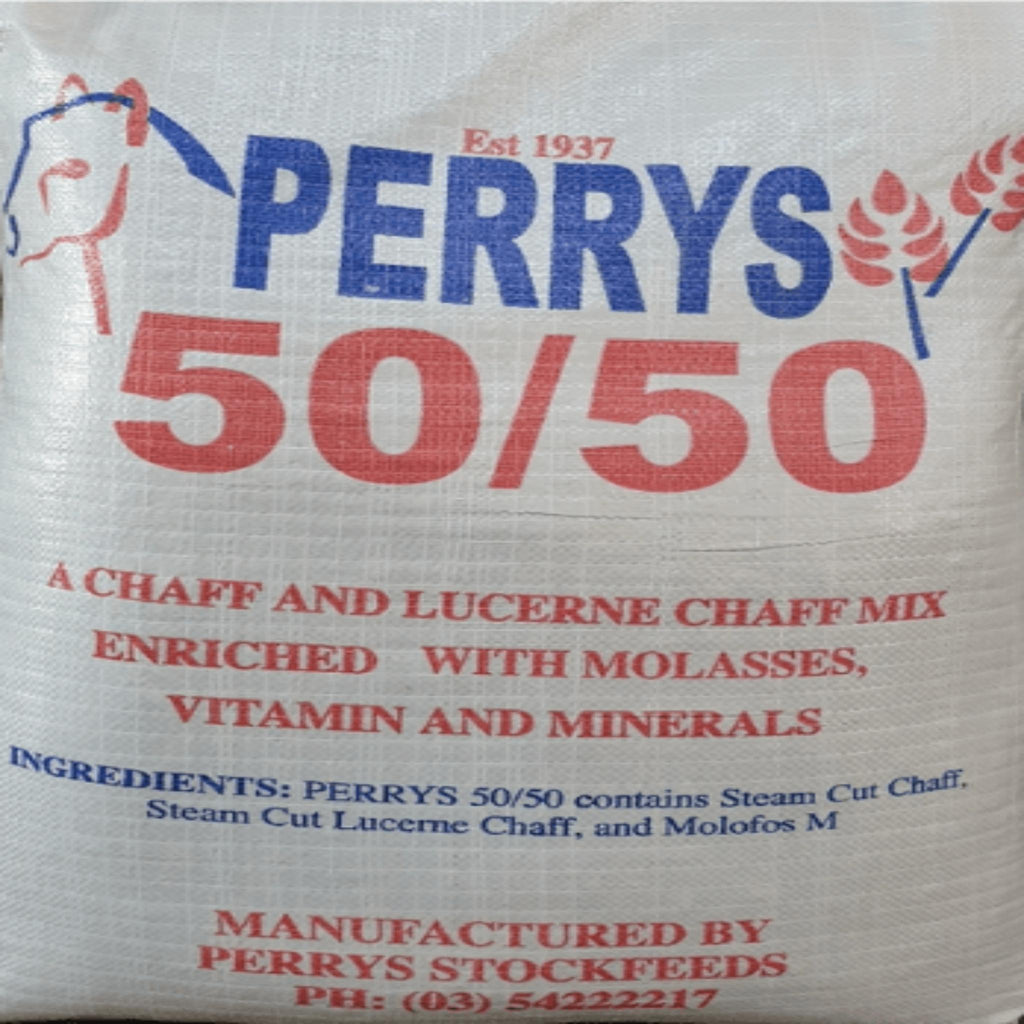 Est 1937
PERRYS
50/50
A CHAFF AND LUCERNE CHAFF MIX
ENRICHED WITH MOLASSES,
VITAMIN AND MINERALS
INGREDIENTS: PERRYS 50/50 contains Steam Cut Chaff,
Steam Cut Lucerne Chaff, and Molofos M
MANUFACTURED BY
PERRYS STOCKFEEDS
PH: (03) 54222217